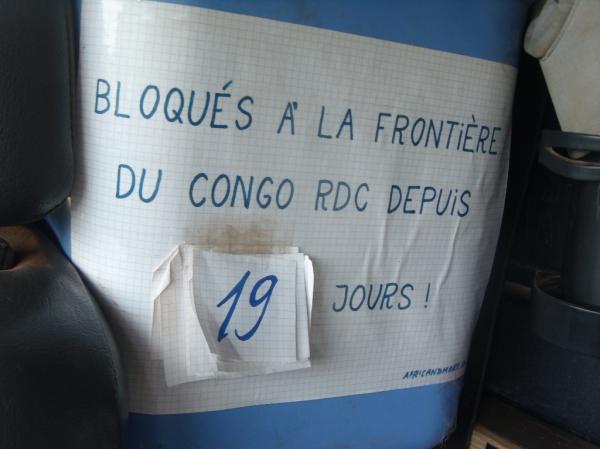 BLOQUÉS À LA FRONTIÈRE
DU CONGO RDC DEPUIS
19 JOURS !